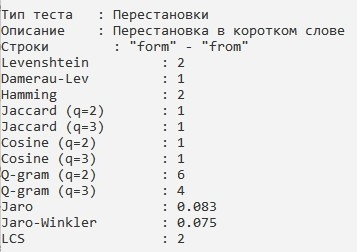 Тип теста : Перестановки
Описание : Перестановка в коротком слове
Строки : "form" - "from"
Levenshtein : 2
Damerau-Lev : 1
Hamming : 2
Jaccard (q=2) : 1
Jaccard (q=3) : 1
Cosine (q=2) : 1
Cosine (q=3) : 1
Q-gram (q=2) : 6
Q-gram (q=3) : 4
Jaro : 0.083
Jaro-Winkler : 0.075
LCS : 2